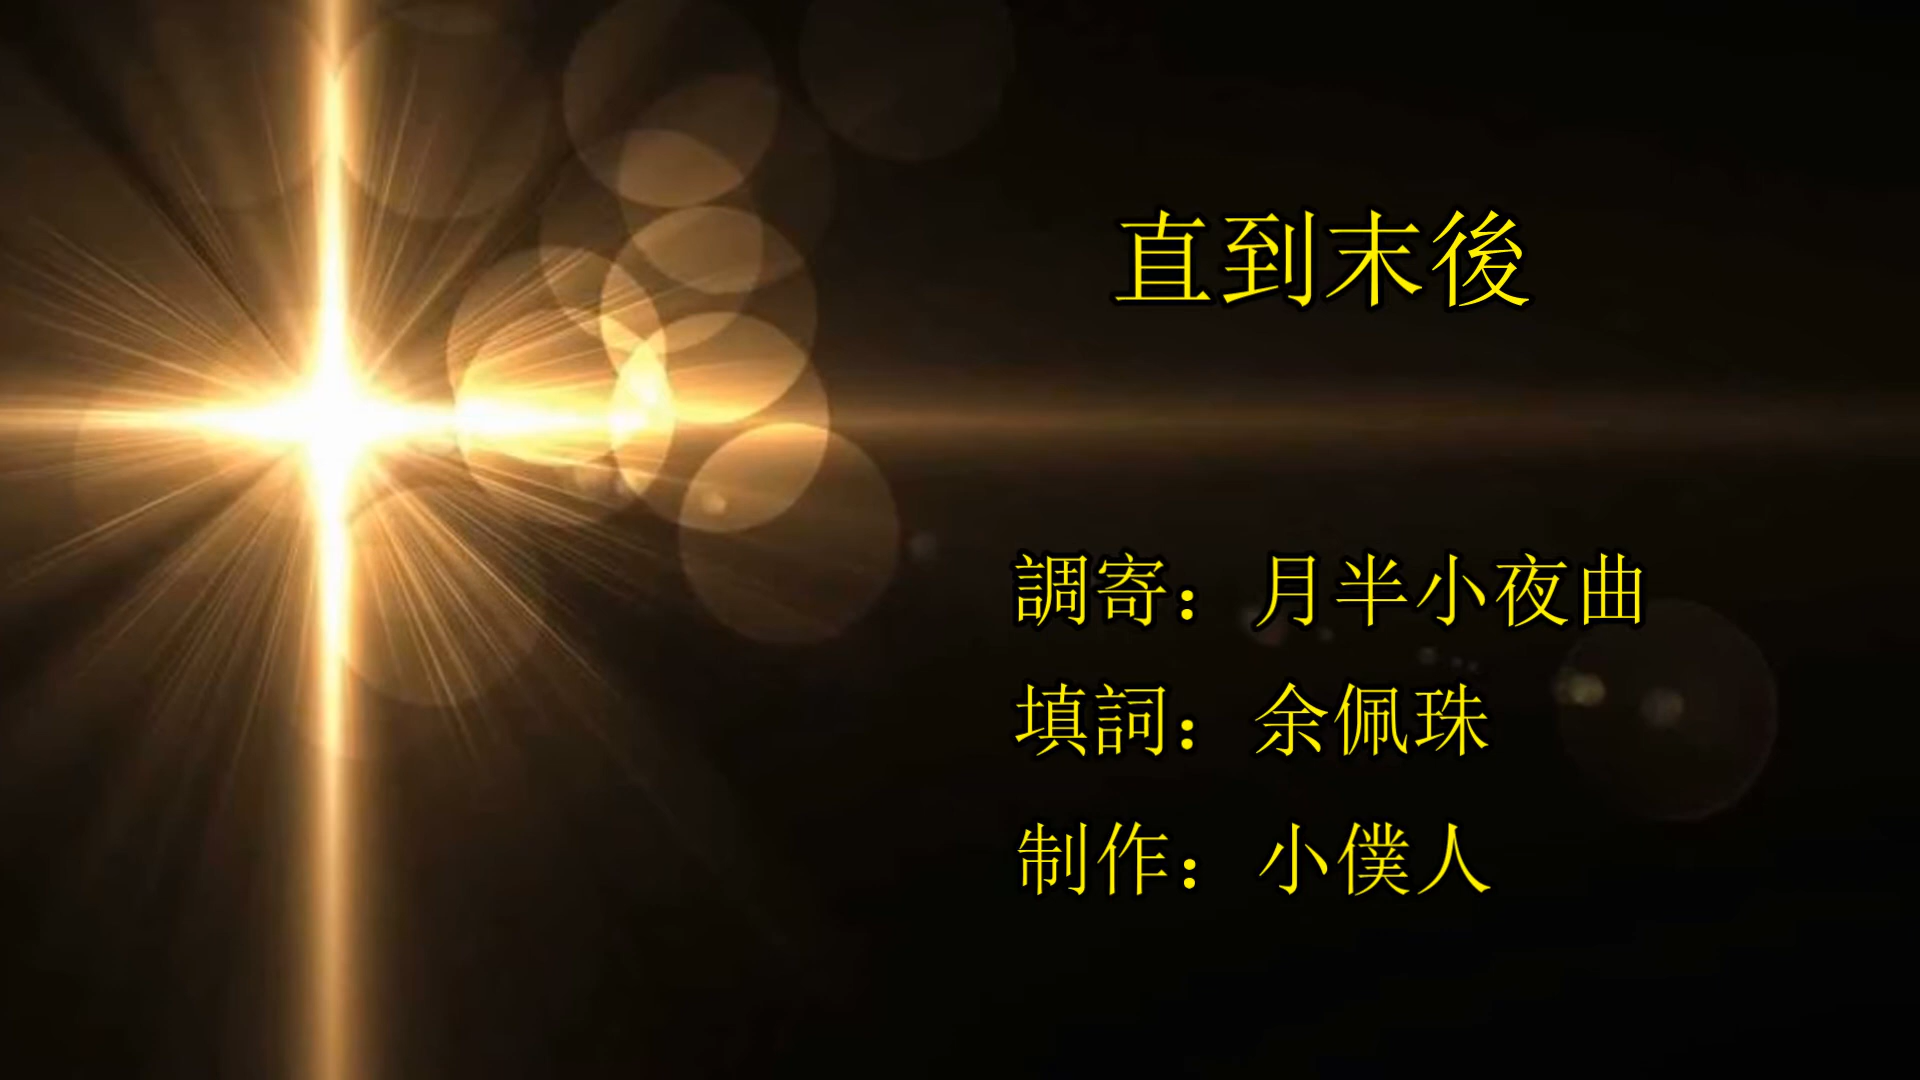 直到末後
調寄：月半小夜曲
填詞：余佩珠
制作：小僕人